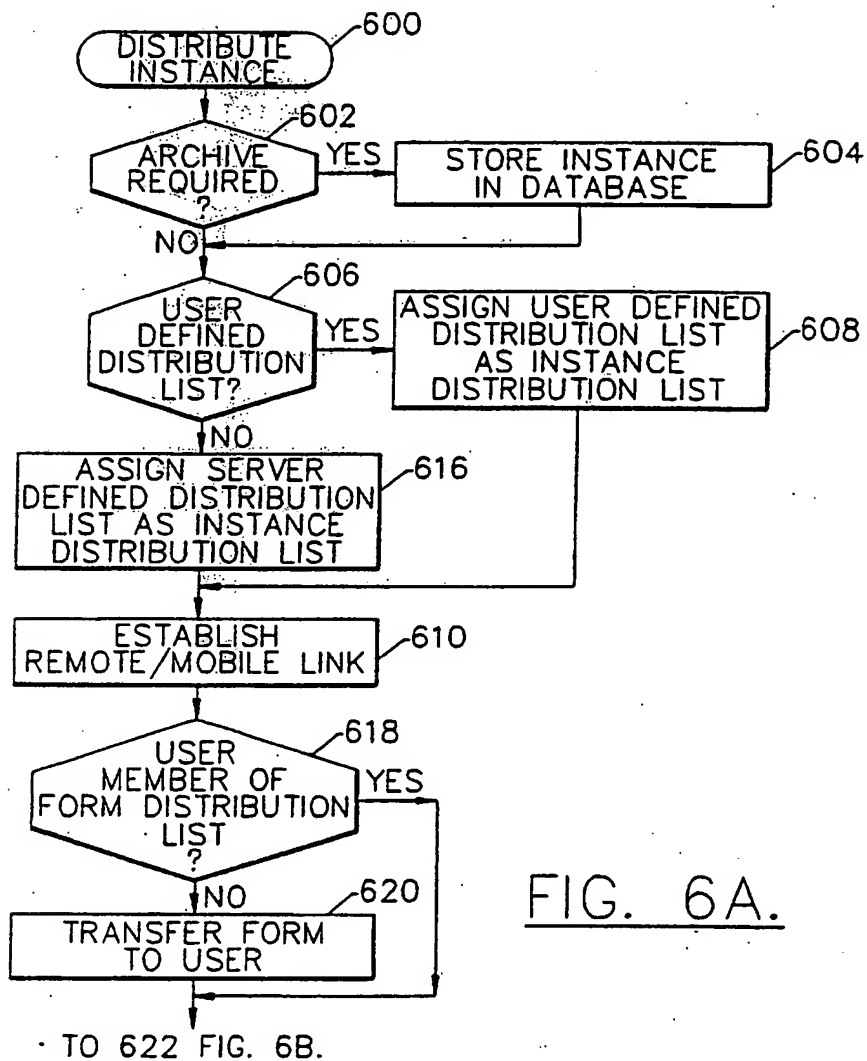 600
DISTRIBUTE
INSTANCE
602
ARCHIVE
REQUIRED
?
YES
STORE INSTANCE
IN DATABASE
604
NO
606
USER
DEFINED
DISTRIBUTION
LIST?
YES
ASSIGN USER DEFINED
DISTRIBUTION LIST
AS INSTANCE
DISTRIBUTION LIST
608
NO
ASSIGN SERVER
DEFINED DISTRIBUTION
LIST AS INSTANCE
DISTRIBUTION LIST
616
ESTABLISH
REMOTE/MOBILE LINK
610
618
USER
MEMBER OF
FORM DISTRIBUTION
LIST
?
YES
NO
620
TRANSFER FORM
TO USER
FIG. 6A.
TO 622 FIG. 6B.